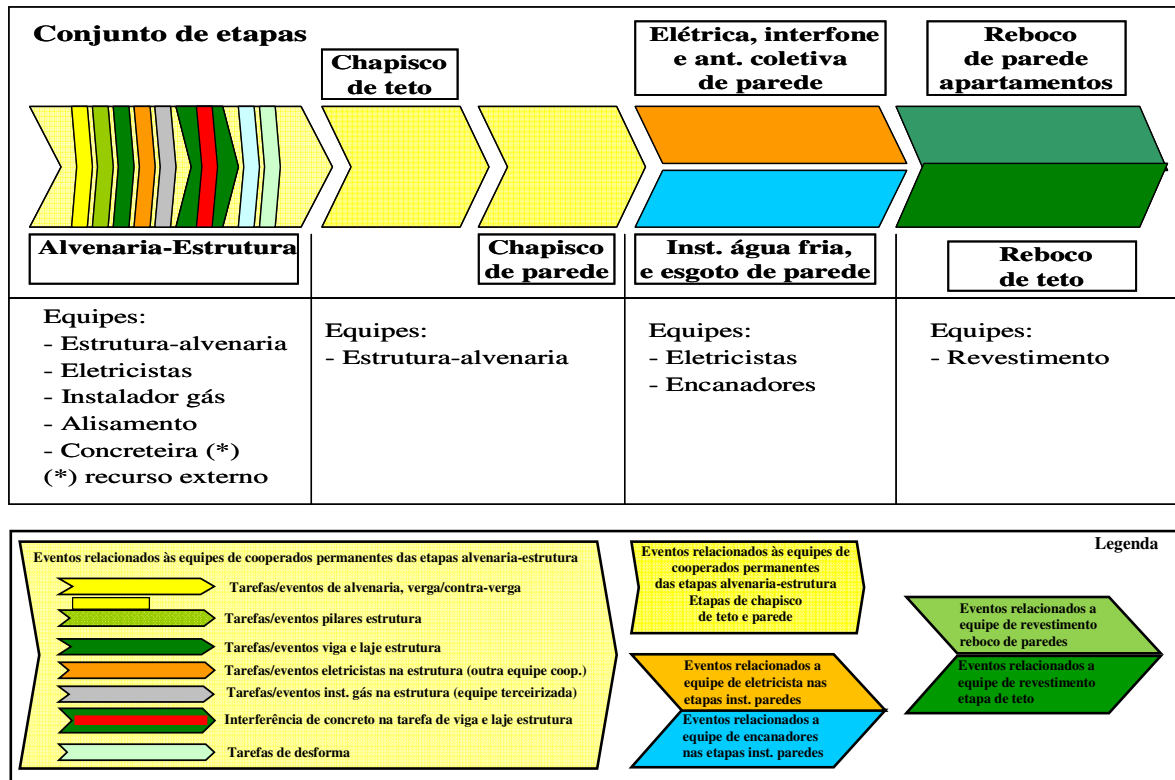 Conjunto de etapas
Chapisco
de teto
Elétrica, interfone
e ant. coletiva
de parede
Reboco
de parede
apartamentos
Alvenaria-Estrutura
Chapisco
de parede
Inst. água fria,
e esgoto de parede
Reboco
de teto
Equipes:
- Estrutura-alvenaria
- Eletricistas
- Instalador gás
- Alisamento
- Concreteira (*)
(*) recurso externo
Equipes:
- Estrutura-alvenaria
Equipes:
- Eletricistas
- Encanadores
Equipes:
- Revestimento
Legenda
Eventos relacionados às equipes de cooperados permanentes das etapas alvenaria-estrutura
Tarefas/eventos de alvenaria, verga/contra-verga
Tarefas/eventos pilares estrutura
Tarefas/eventos viga e laje estrutura
Tarefas/eventos eletricistas na estrutura (outra equipe coop.)
Tarefas/eventos inst. gás na estrutura (equipe terceirizada)
Interferência de concreto na tarefa de viga e laje estrutura
Tarefas de desforma
Eventos relacionados às equipes de
cooperados permanentes
das etapas alvenaria-estrutura
Etapas de chapisco
de teto e parede
Eventos relacionados a
equipe de eletricista nas
etapas inst. paredes
Eventos relacionados a
equipe de encanadores
nas etapas inst. paredes
Eventos relacionados a
equipe de revestimento
reboco de paredes
Eventos relacionados a
equipe de revestimento
etapa de teto